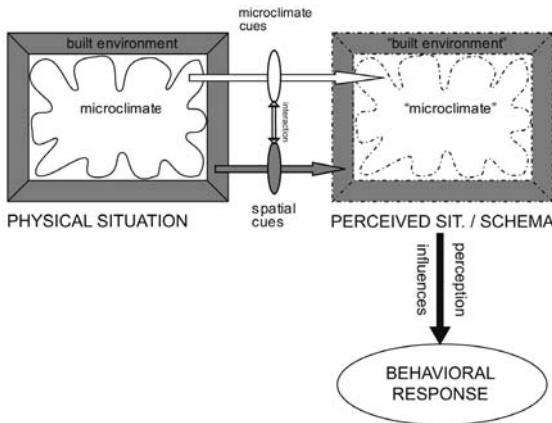 microclimate
cues
built environment
microclimate
interaction
"built environment"
"microclimate"
PHYSICAL SITUATION
spatial
cues
PERCEIVED SIT. / SCHEMA
influences
perception
BEHAVIORAL
RESPONSE